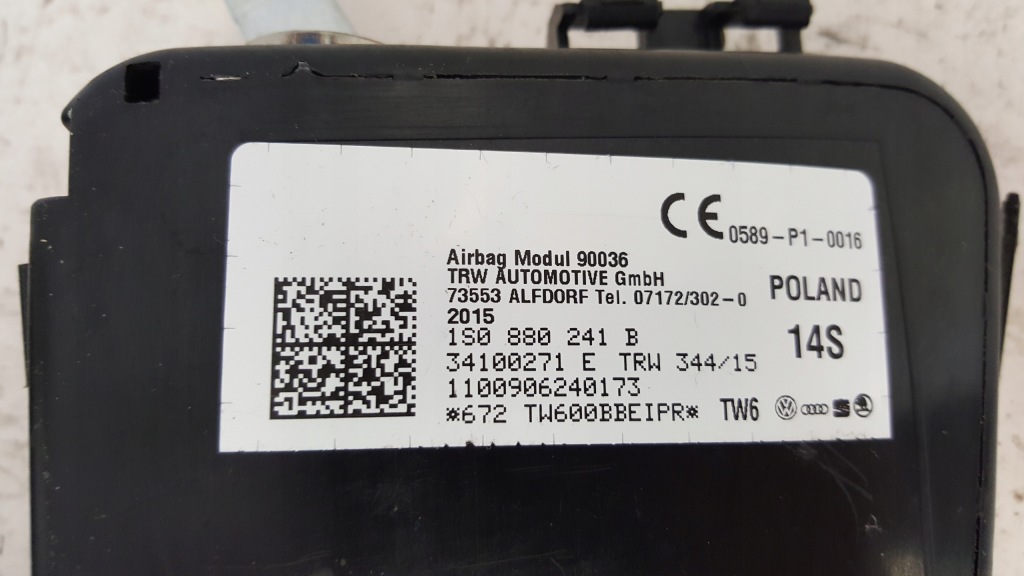 CE 0589-P1-0016
Airbag Modul 90036
TRW AUTOMOTIVE GmbH
73553 ALFDORF Tel. 07172/302-0
POLAND
2015
1S0 880 241 B
14S
34100271 E TRW 344/15
1100906240173
*672 TW600BBEIPR*
TW6